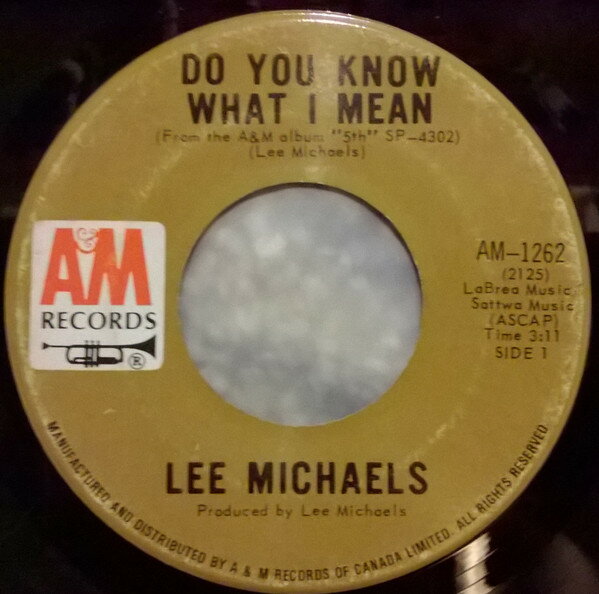 DO YOU KNOW
WHAT I MEAN
(From the A&M album "5th" SP-4302)
(Lee Michaels)
A&M
RECORDS
®
AM-1262
(2125)
LaBrea Music
Sattwa Music
(ASCAP)
Time 3:11
SIDE 1
LEE MICHAELS
Produced by Lee Michaels
MANUFACTURED AND DISTRIBUTED BY A & M RECORDS OF CANADA LIMITED. ALL RIGHTS RESERVED